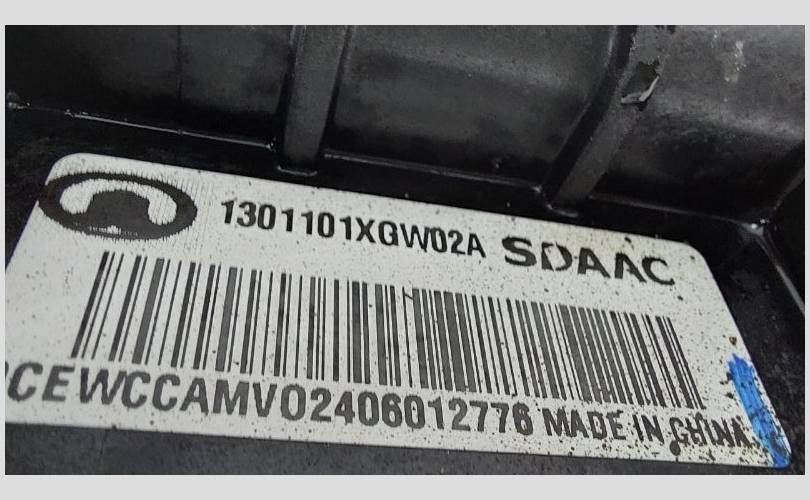 1301101XGW02A SDAAC
CEWCCAMV02406012776 MADE IN CHINA